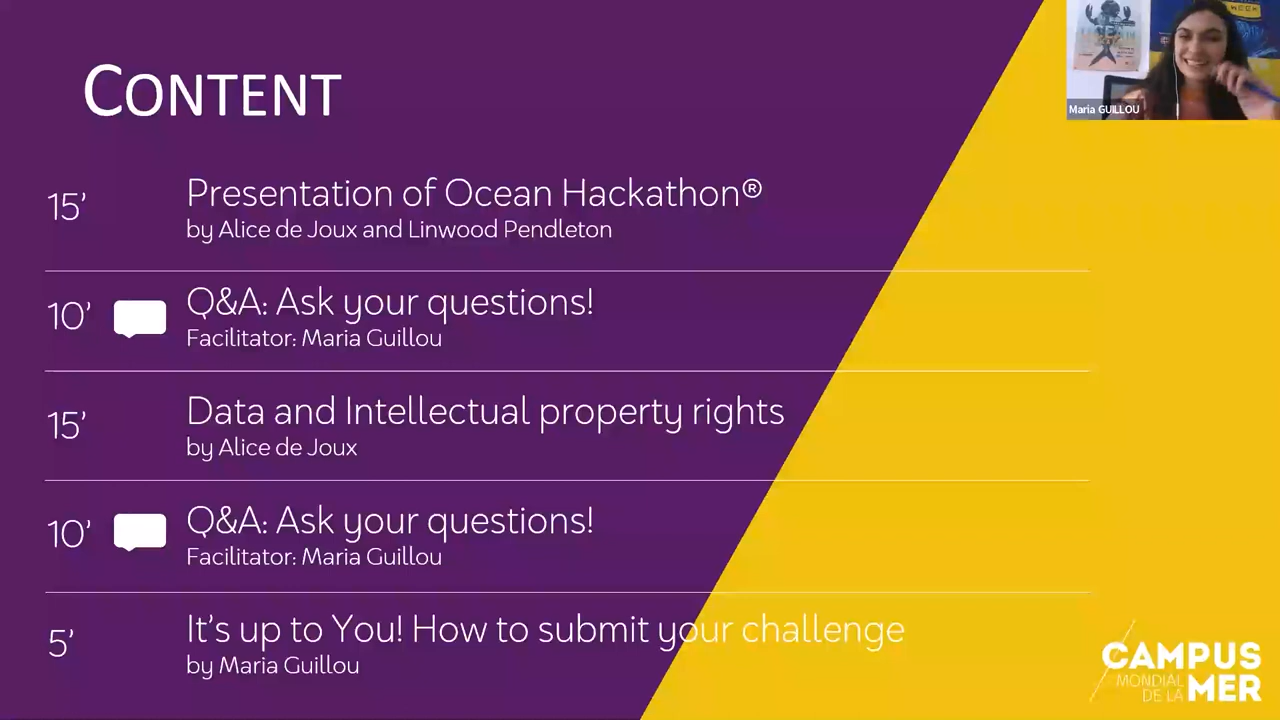 CONTENT
15’
Presentation of Ocean Hackathon®
by Alice de Joux and Linwood Pendleton
10’
Q&A: Ask your questions!
Facilitator: Maria Guillou
15’
Data and Intellectual property rights
by Alice de Joux
10’
Q&A: Ask your questions!
Facilitator: Maria Guillou
5’
It’s up to You! How to submit your challenge
by Maria Guillou
Maria GUILLOU
WEEK
CAMPUS
MONDIAL
DE LA MER